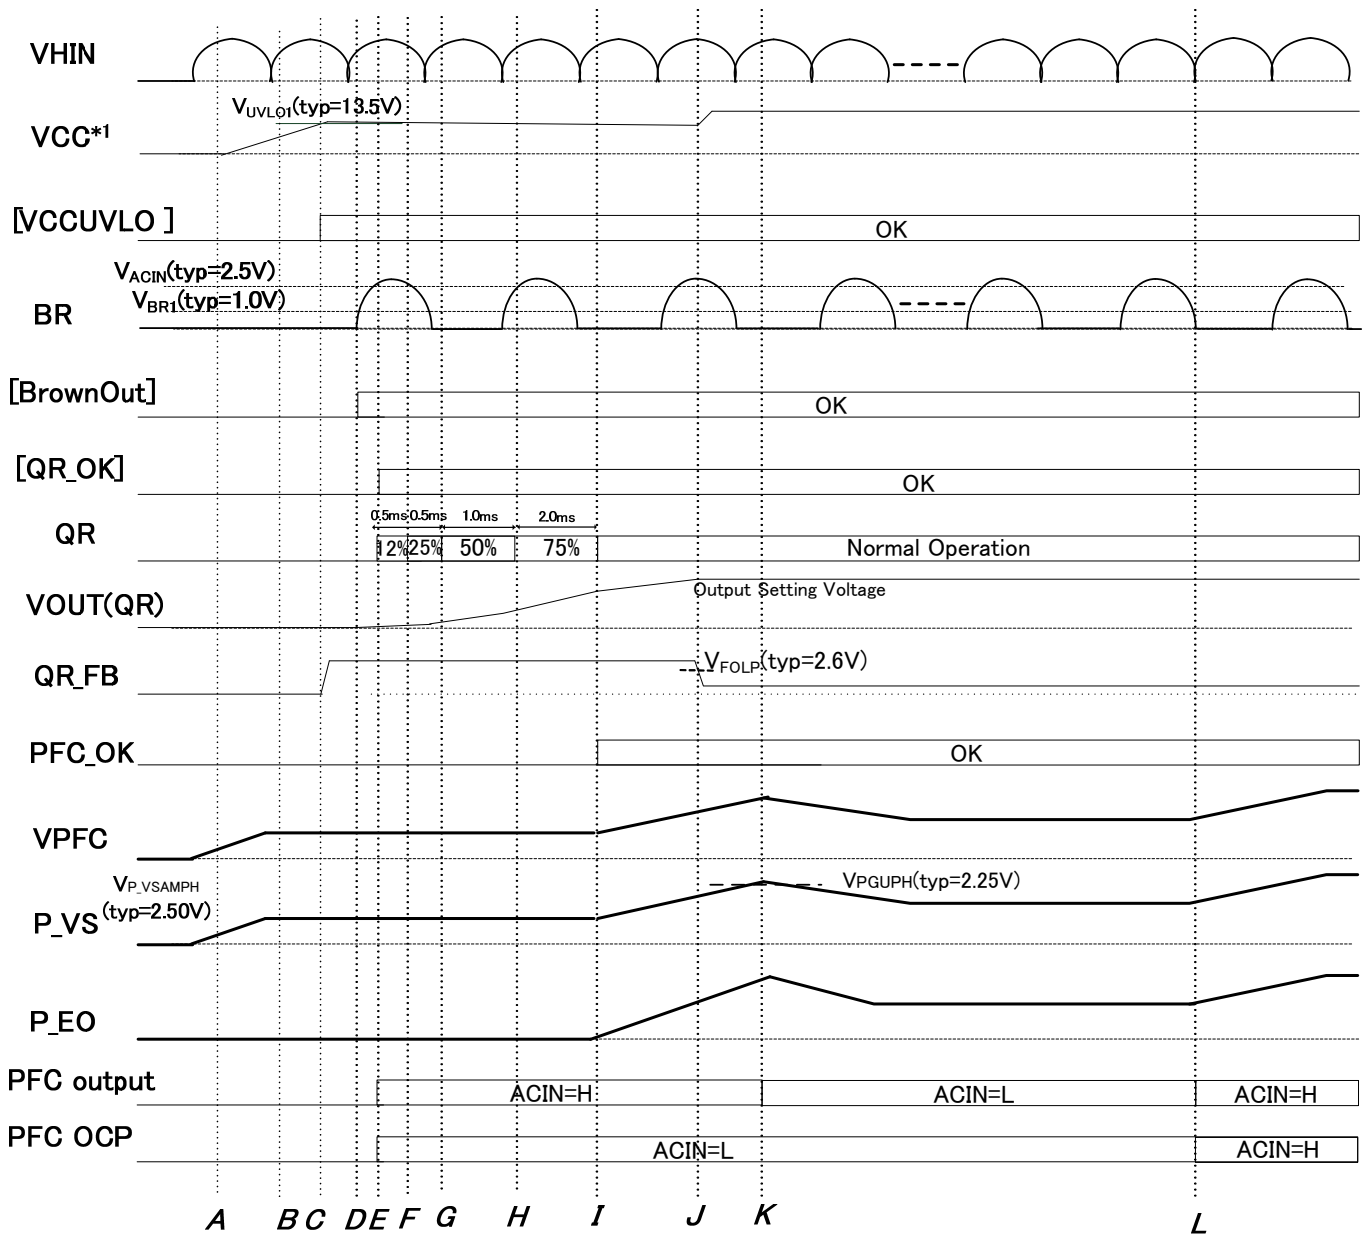 VHIN
VUVLO1(typ=13.5V)
VCC*1
[VCCUVLO ]
OK
VACIN(typ=2.5V)
VBR1(typ=1.0V)
BR
[BrownOut]
OK
[QR_OK]
OK
0.5ms 0.5ms 1.0ms 2.0ms
QR
12% 25% 50% 75% Normal Operation
VOUT(QR)
Output Setting Voltage
QR_FB
VFOLP(typ=2.6V)
PFC_OK
OK
VPFC
VP_VSAMPH
(typ=2.50V)
VPGUPH(typ=2.25V)
P_VS
P_EO
PFC output
ACIN=H ACIN=L ACIN=H
PFC OCP
ACIN=L ACIN=H
A B C D E F G H I J K L